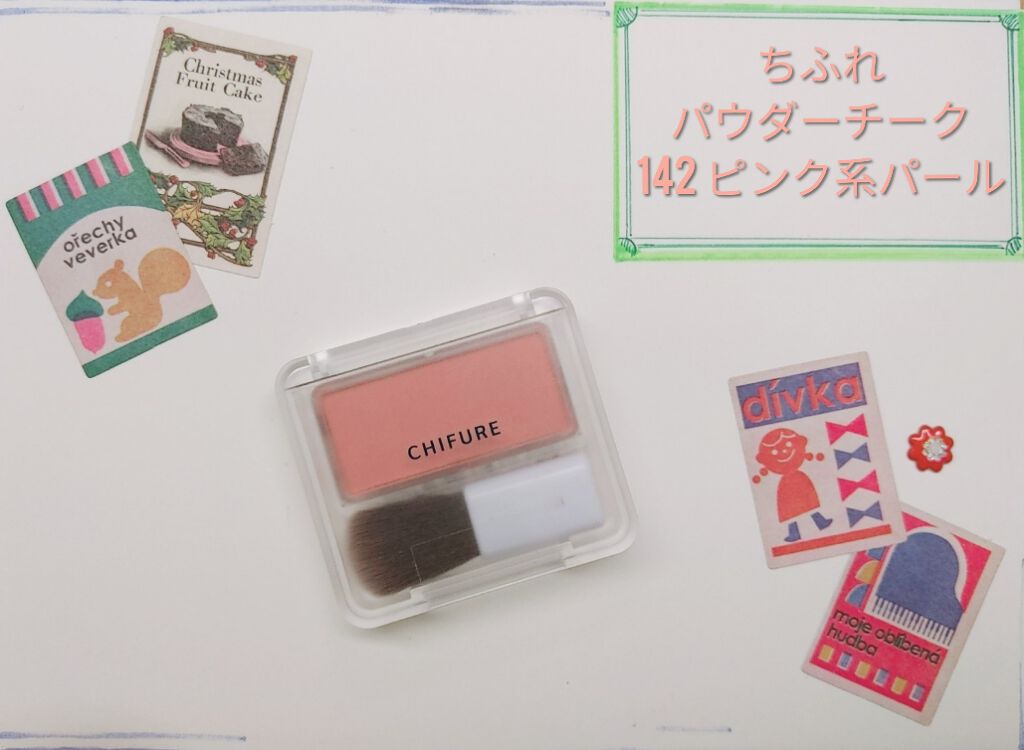 ちふれ
パウダーチーク
142 ピンク系パール
Christmas
Fruit Cake
ořechy
veverka
CHIFURE
dívka
moje oblíbená
hudba